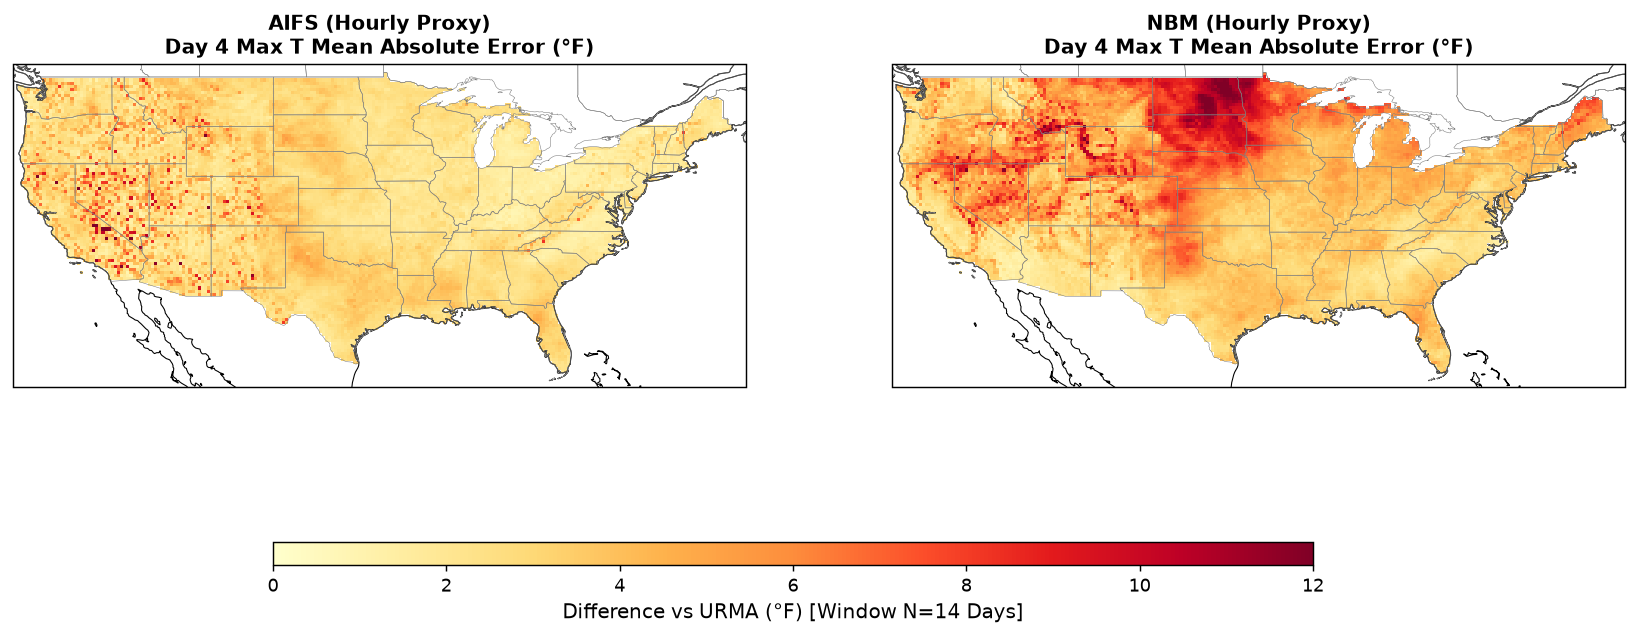 AIFS (Hourly Proxy)
Day 4 Max T Mean Absolute Error (°F)
NBM (Hourly Proxy)
Day 4 Max T Mean Absolute Error (°F)
0 2 4 6 8 10 12
Difference vs URMA (°F) [Window N=14 Days]